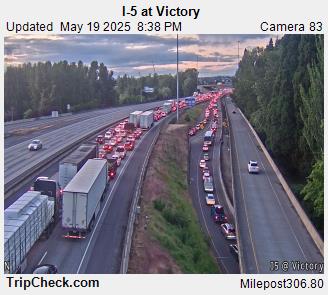 I-5 at Victory
Updated May 19 2025 8:38 PM Camera 83
I5 @ Victory
TripCheck.com Milepost306.80